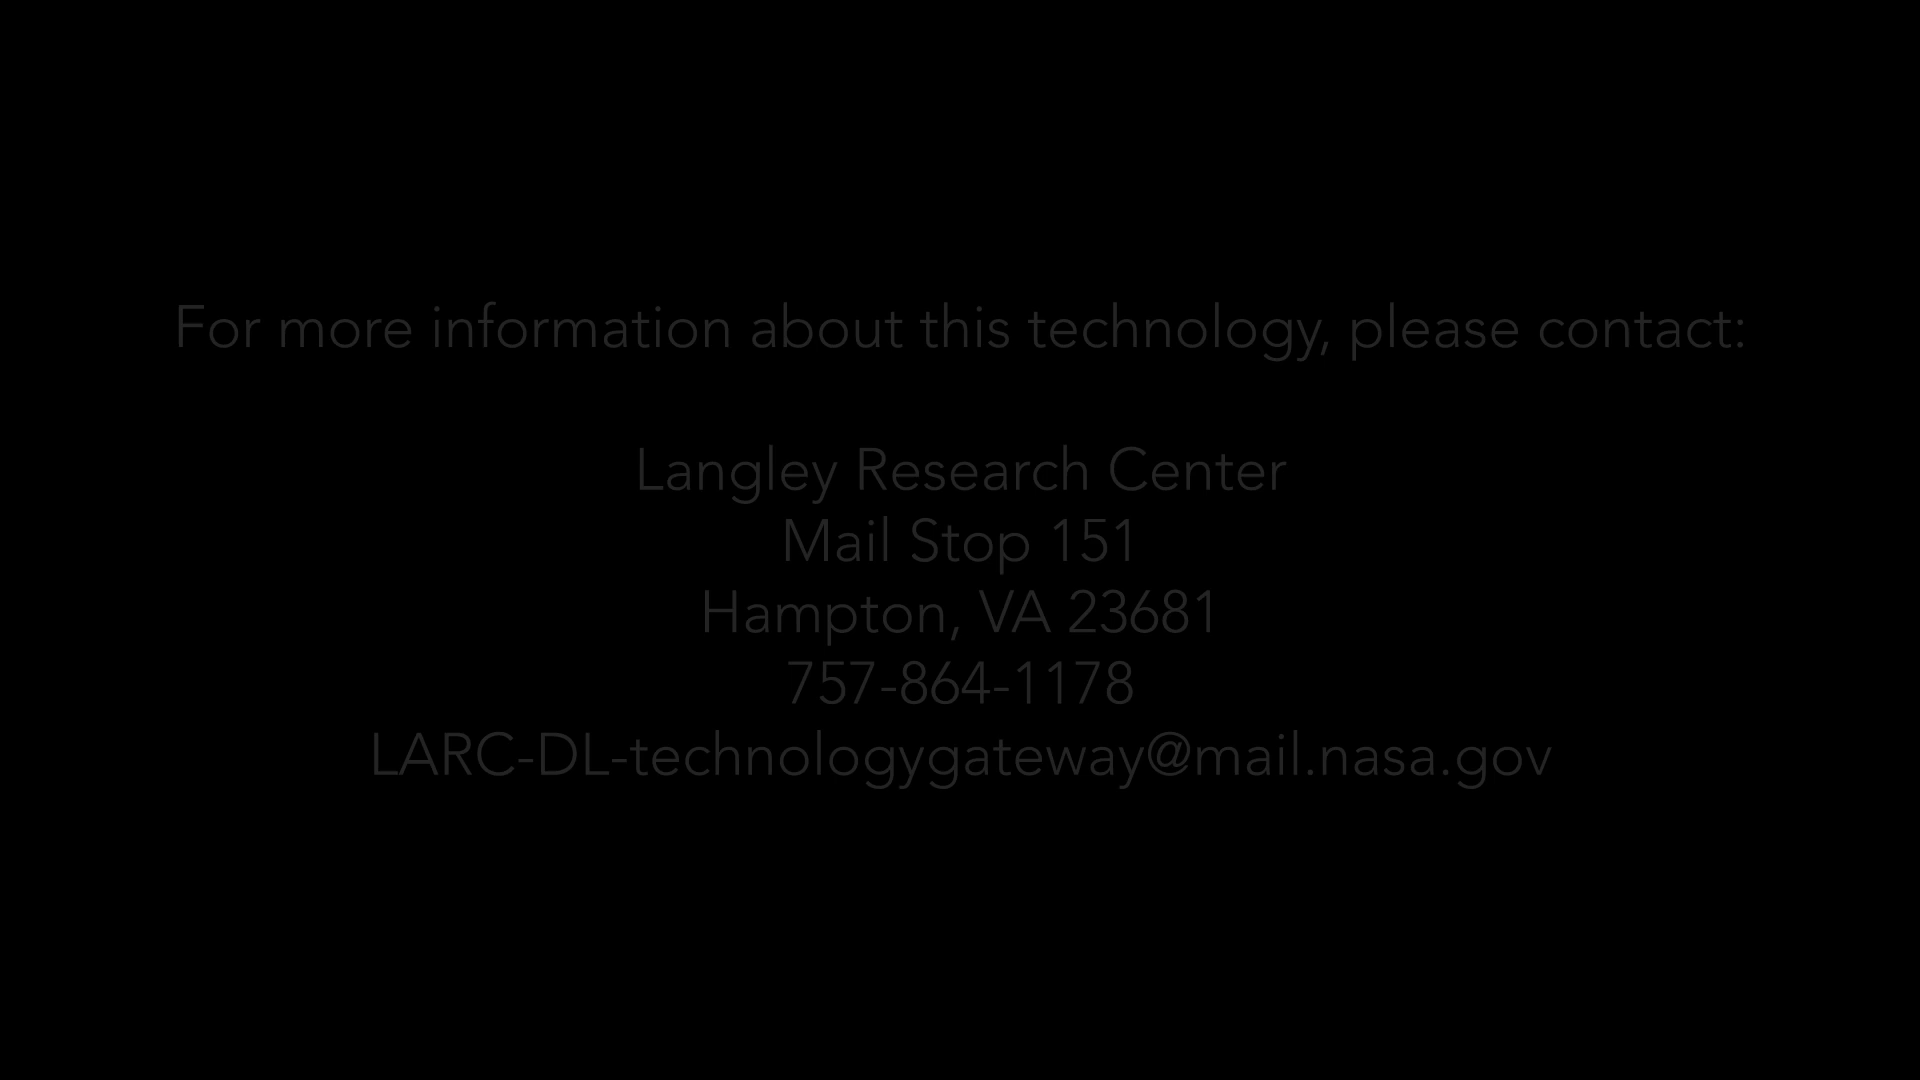 For more information about this technology, please contact:
Langley Research Center
Mail Stop 151
Hampton, VA 23681
757-864-1178
LARC-DL-technologygateway@mail.nasa.gov